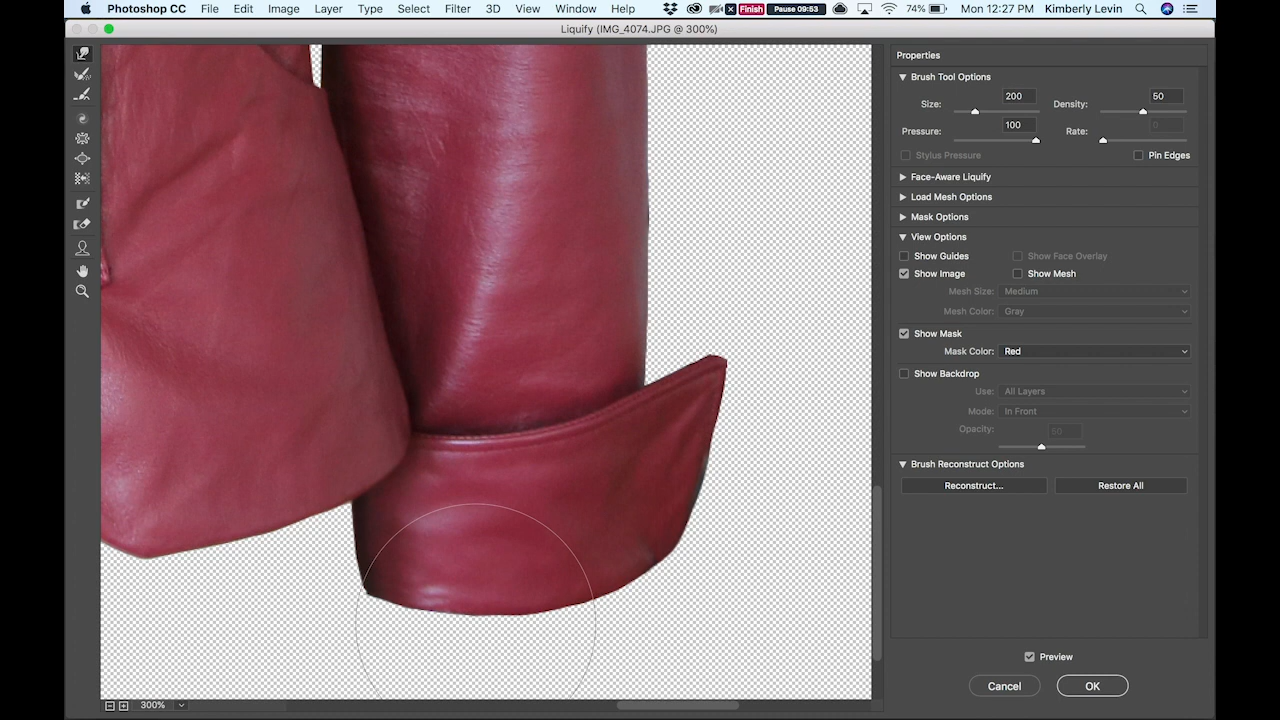 Photoshop CC File Edit Image Layer Type Select Filter 3D View Window Help Finish Pause 09:53 74% Mon 12:27 PM Kimberly Levin
Liquify (IMG_4074.JPG @ 300%)
Properties
Brush Tool Options
Size: 200 Density: 50
Pressure: 100 Rate: 0
Stylus Pressure Pin Edges
Face-Aware Liquify
Load Mesh Options
Mask Options
View Options
Show Guides Show Face Overlay
Show Image Show Mesh
Mesh Size: Medium
Mesh Color: Gray
Show Mask
Mask Color: Red
Show Backdrop
Use: All Layers
Mode: In Front
Opacity: 50
Brush Reconstruct Options
Reconstruct... Restore All
Preview
Cancel OK
300%